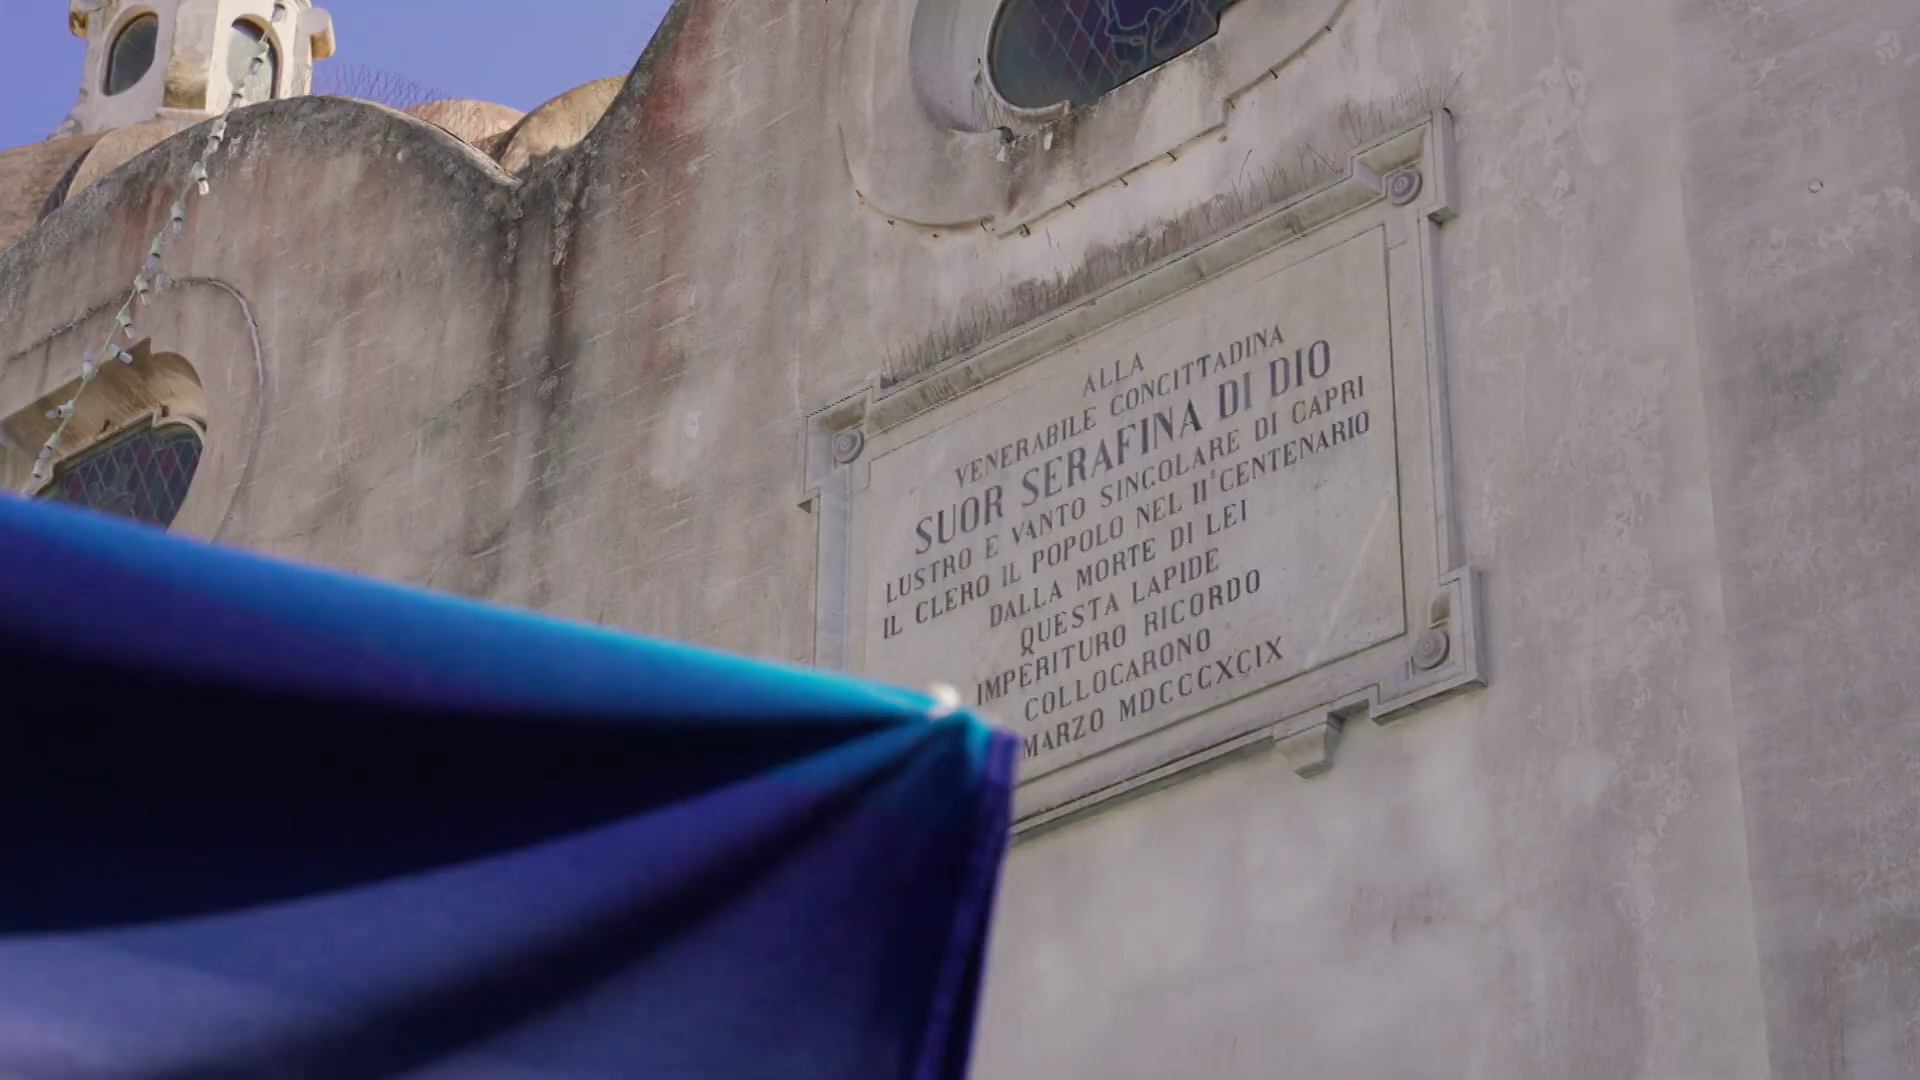 ALLA
VENERABILE CONCITTADINA
SUOR SERAFINA DI DIO
LUSTRO E VANTO SINGOLARE DI CAPRI
IL CLERO IL POPOLO NEL II° CENTENARIO
DALLA MORTE DI LEI
QUESTA LAPIDE
IMPERITURO RICORDO
COLLOCARONO
MARZO MDCCCXCIX